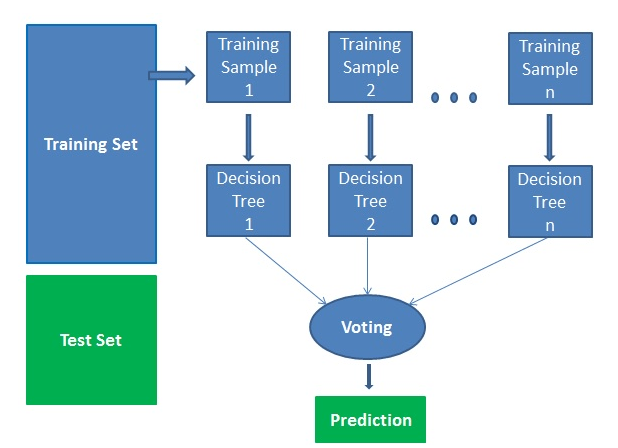 Training Set
Training
Sample
1
Training
Sample
2
Training
Sample
n
Decision
Tree
1
Decision
Tree
2
Decision
Tree
n
Test Set
Voting
Prediction